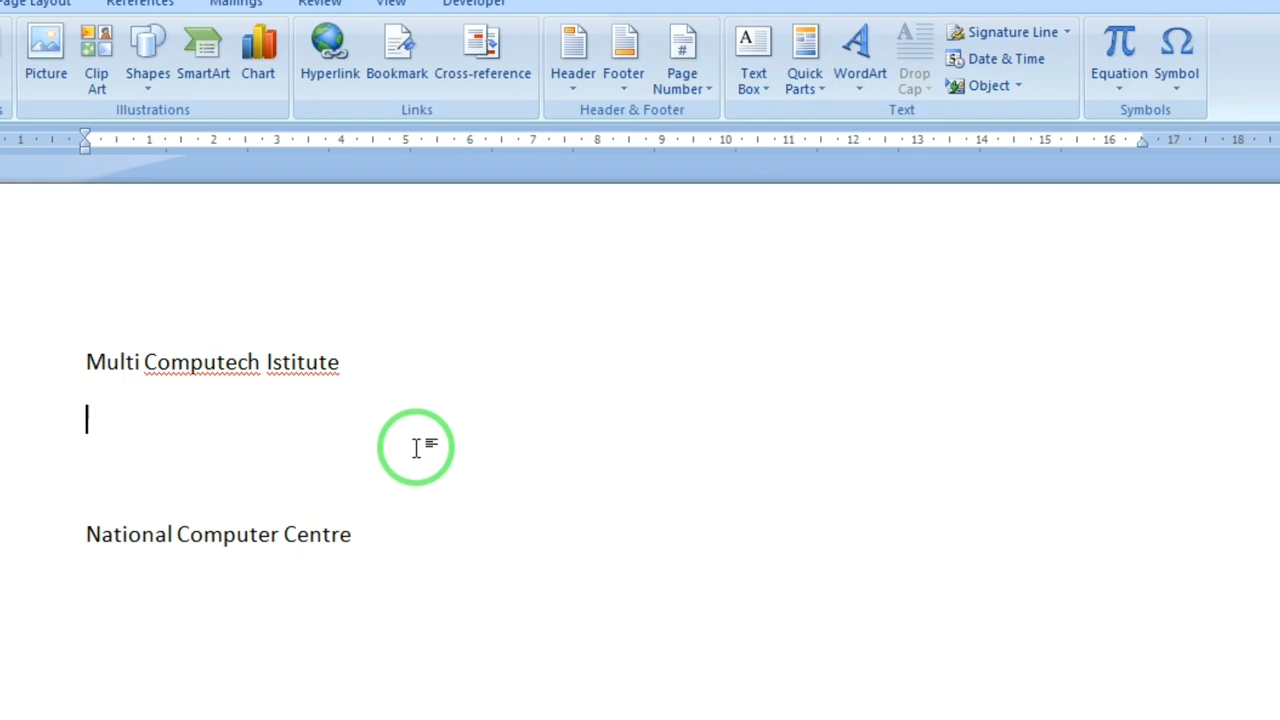 Page Layout References Mailings Review View Developer
Picture Clip Art Shapes SmartArt Chart Hyperlink Bookmark Cross-reference Header Footer Page Number Text Box Quick Parts WordArt Drop Cap Signature Line Date & Time Object Equation Symbol
s Illustrations Links Header & Footer Text Symbols
1 1 2 3 4 5 6 7 8 9 10 11 12 13 14 15 16 17 18
Multi Computech Istitute
National Computer Centre